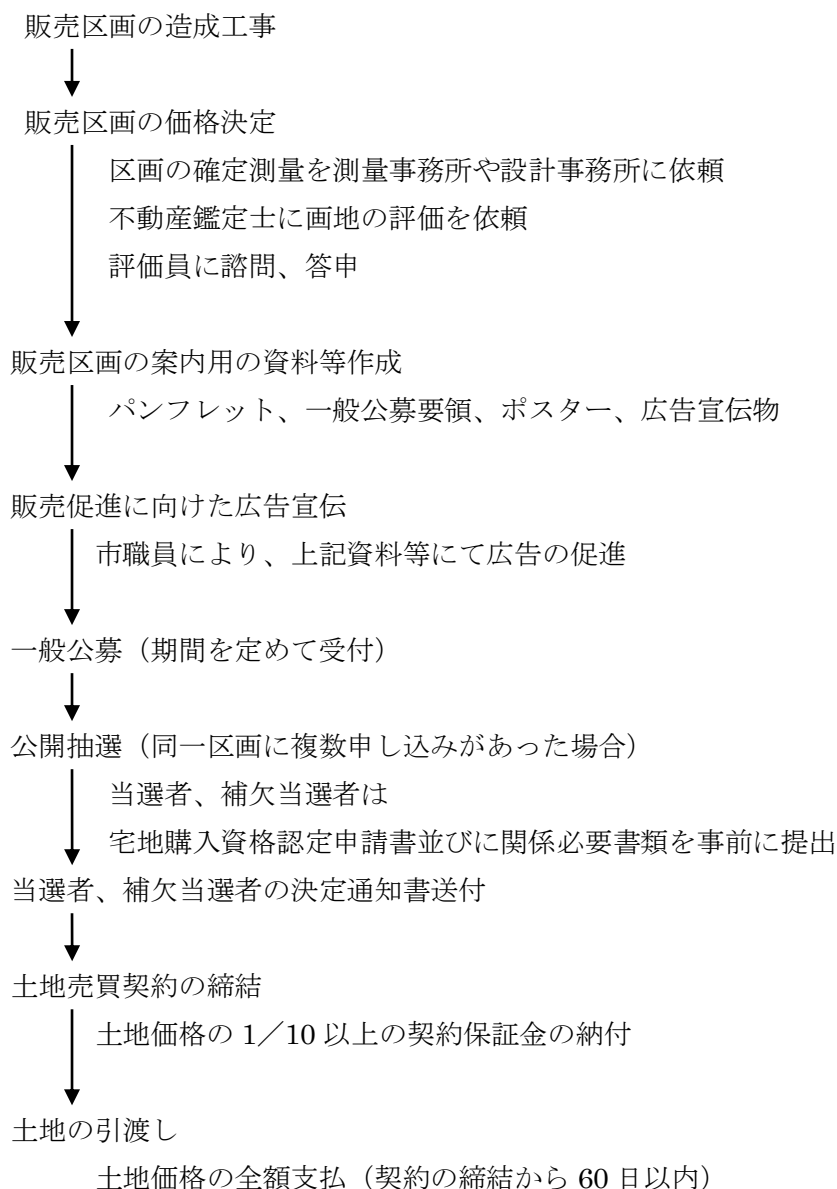 販売区画の造成工事
販売区画の価格決定
区画の確定測量を測量事務所や設計事務所に依頼
不動産鑑定士に画地の評価を依頼
評価員に諮問、答申
販売区画の案内用の資料等作成
パンフレット、一般公募要領、ポスター、広告宣伝物
販売促進に向けた広告宣伝
市職員により、上記資料等にて広告の促進
一般公募（期間を定めて受付）
公開抽選（同一区画に複数申し込みがあった場合）
当選者、補欠当選者は
宅地購入資格認定申請書並びに関係必要書類を事前に提出
当選者、補欠当選者の決定通知書送付
土地売買契約の締結
土地価格の 1／10 以上の契約保証金の納付
土地の引渡し
土地価格の全額支払（契約の締結から 60 日以内）